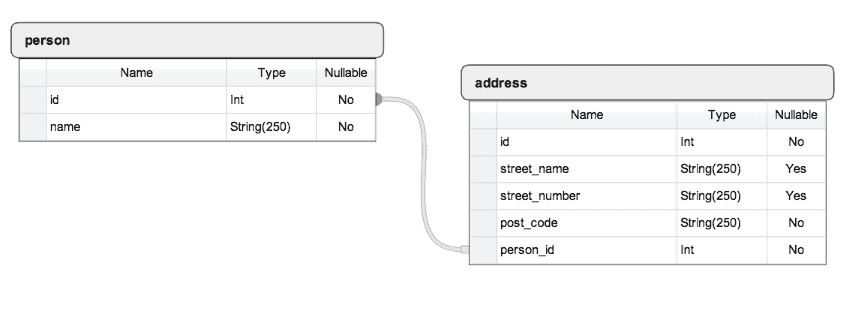 person
Name Type Nullable
id Int No
name String(250) No
address
Name Type Nullable
id Int No
street_name String(250) Yes
street_number String(250) Yes
post_code String(250) No
person_id Int No